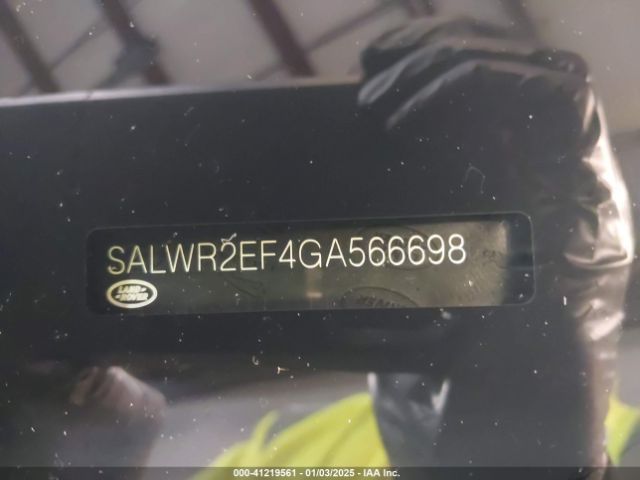 SALWR2EF4GA566698
LAND ROVER
000-41219561 - 01/03/2025 - IAA Inc.